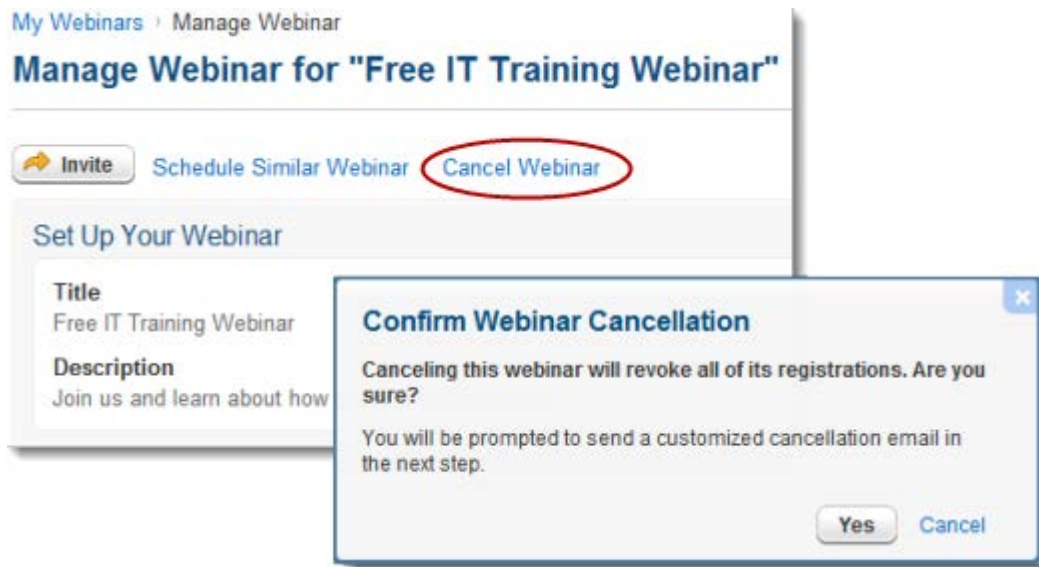 My Webinars › Manage Webinar
Manage Webinar for "Free IT Training Webinar"
Invite Schedule Similar Webinar Cancel Webinar
Set Up Your Webinar
Title
Free IT Training Webinar
Description
Join us and learn about how
Confirm Webinar Cancellation
Canceling this webinar will revoke all of its registrations. Are you
sure?
You will be prompted to send a customized cancellation email in
the next step.
Yes Cancel